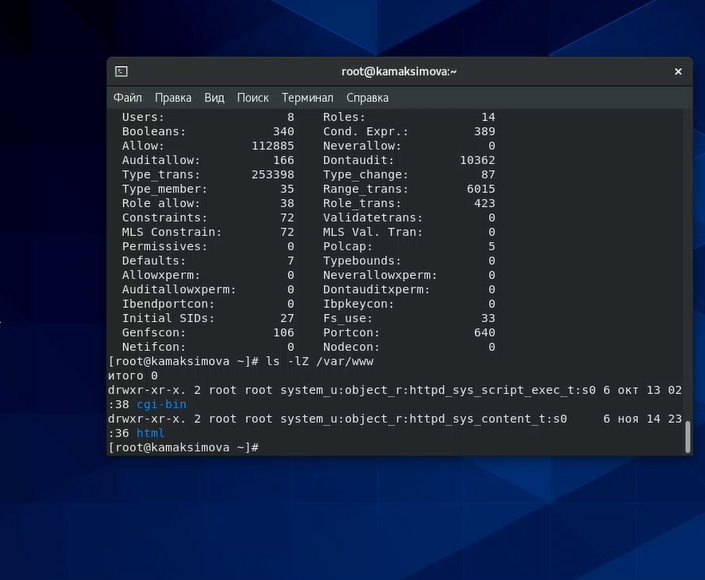 root@kamaksimova:~
Файл Правка Вид Поиск Терминал Справка
Users: 8 Roles: 14
Booleans: 340 Cond. Expr.: 389
Allow: 112885 Neverallow: 0
Auditallow: 166 Dontaudit: 10362
Type_trans: 253398 Type_change: 87
Type_member: 35 Range_trans: 6015
Role allow: 38 Role_trans: 423
Constraints: 72 Validatetrans: 0
MLS Constrain: 72 MLS Val. Tran: 0
Permissives: 0 Polcap: 5
Defaults: 7 Typebounds: 0
Allowxperm: 0 Neverallowxperm: 0
Auditallowxperm: 0 Dontauditxperm: 0
Ibendportcon: 0 Ibpkeycon: 0
Initial SIDs: 27 Fs_use: 33
Genfscon: 106 Portcon: 640
Netifcon: 0 Nodecon: 0
[root@kamaksimova ~]# ls -lZ /var/www
итого 0
drwxr-xr-x. 2 root root system_u:object_r:httpd_sys_script_exec_t:s0 6 окт 13 02
:38 cgi-bin
drwxr-xr-x. 2 root root system_u:object_r:httpd_sys_content_t:s0 6 ноя 14 23
:36 html
[root@kamaksimova ~]#